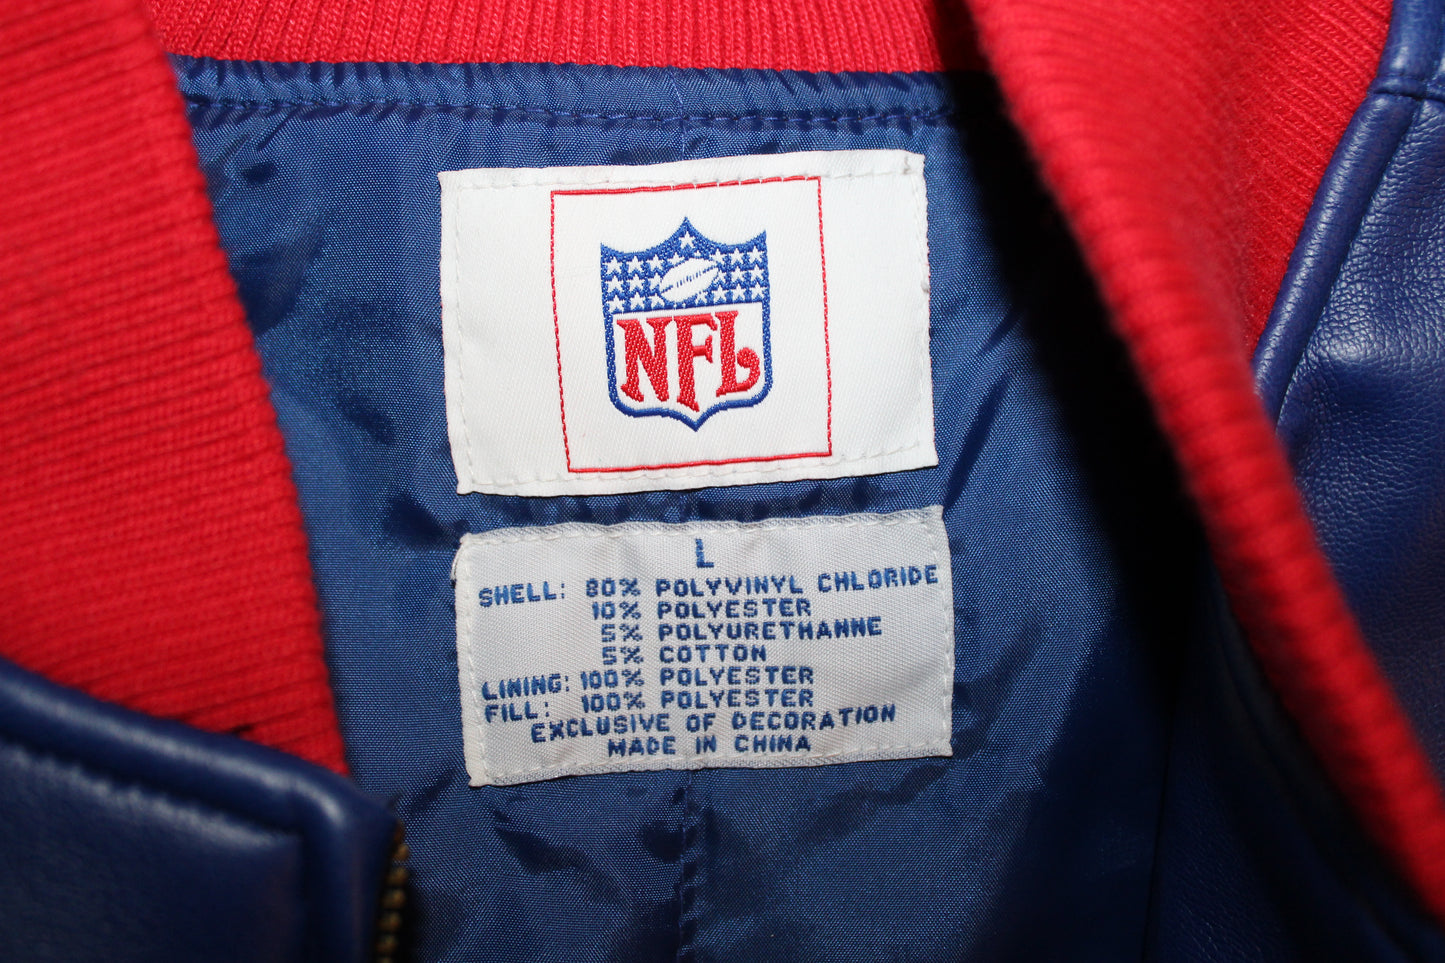 NFL
L
SHELL: 80% POLYVINYL CHLORIDE
10% POLYESTER
5% POLYURETHANNE
5% COTTON
LINING: 100% POLYESTER
FILL: 100% POLYESTER
EXCLUSIVE OF DECORATION
MADE IN CHINA